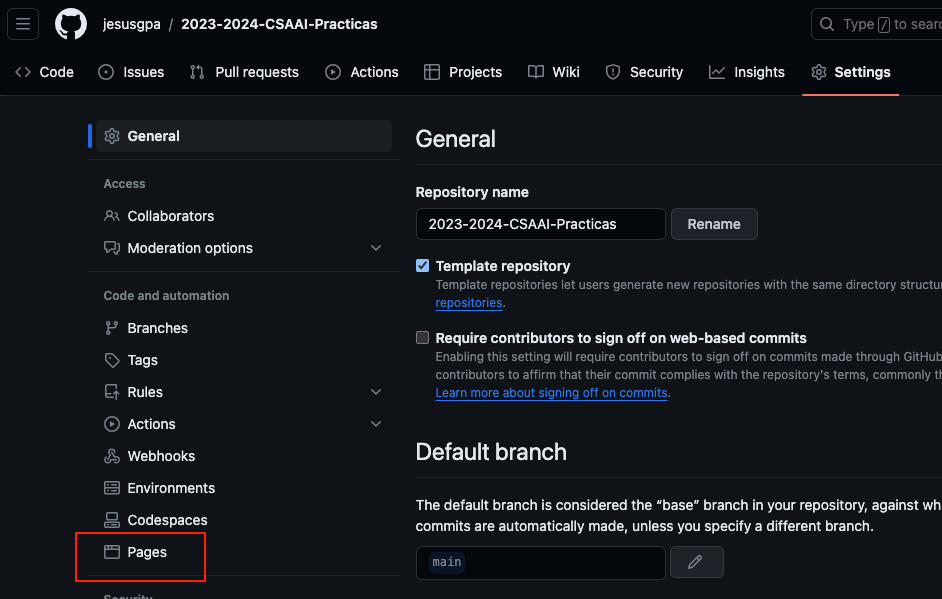 jesusgpa / 2023-2024-CSAAI-Practicas
Type / to sear
Code Issues Pull requests Actions Projects Wiki Security Insights Settings
General
Access
Collaborators
Moderation options
Code and automation
Branches
Tags
Rules
Actions
Webhooks
Environments
Codespaces
Pages
Security
General
Repository name
2023-2024-CSAAI-Practicas Rename
Template repository
Template repositories let users generate new repositories with the same directory structu
repositories.
Require contributors to sign off on web-based commits
Enabling this setting will require contributors to sign off on commits made through GitHub
contributors to affirm that their commit complies with the repository's terms, commonly th
Learn more about signing off on commits.
Default branch
The default branch is considered the “base” branch in your repository, against wh
commits are automatically made, unless you specify a different branch.
main